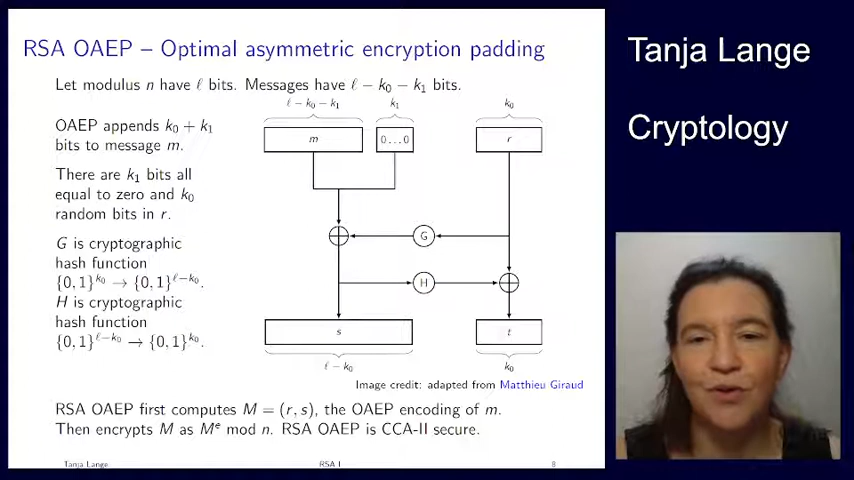 RSA OAEP – Optimal asymmetric encryption padding
Let modulus n have ℓ bits. Messages have ℓ − k₀ − k₁ bits.
ℓ − k₀ − k₁
k₁
k₀
OAEP appends k₀ + k₁
bits to message m.
m
0...0
r
There are k₁ bits all
equal to zero and k₀
random bits in r.
G is cryptographic
hash function
{0, 1}^k₀ → {0, 1}^ℓ−k₀.
H is cryptographic
hash function
{0, 1}^ℓ−k₀ → {0, 1}^k₀.
G
H
s
t
ℓ − k₀
k₀
Image credit: adapted from Matthieu Giraud
RSA OAEP first computes M = (r, s), the OAEP encoding of m.
Then encrypts M as Mᵉ mod n. RSA OAEP is CCA-II secure.
Tanja Lange
RSA I
8
Tanja Lange
Cryptology